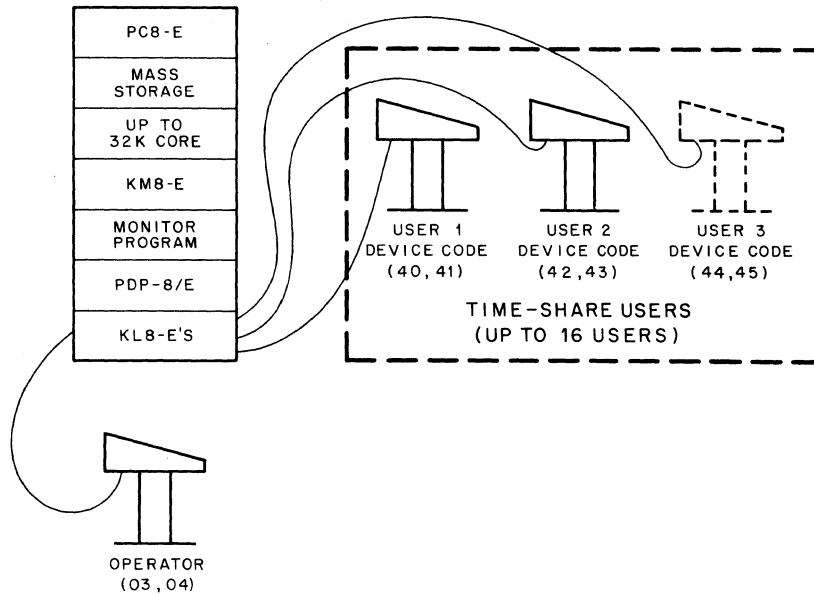 PC8-E
MASS
STORAGE
UP TO
32K CORE
KM8-E
MONITOR
PROGRAM
PDP-8/E
KL8-E'S
USER 1
DEVICE CODE
(40,41)
USER 2
DEVICE CODE
(42,43)
USER 3
DEVICE CODE
(44,45)
TIME-SHARE USERS
(UP TO 16 USERS)
OPERATOR
(03,04)